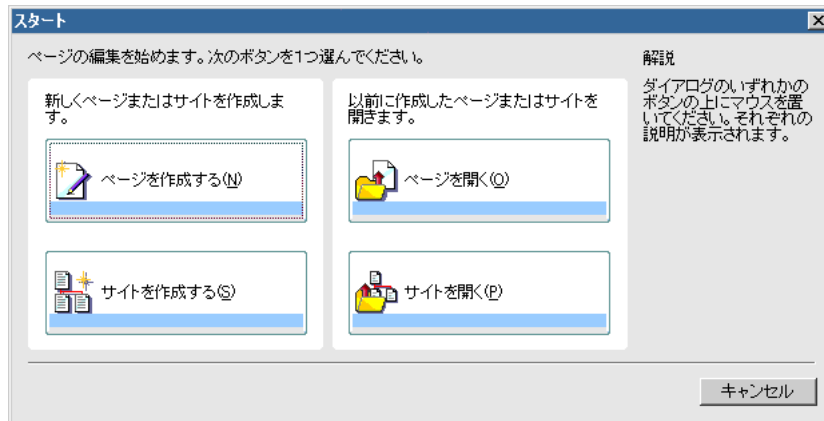 スタート
ページの編集を始めます。次のボタンを1つ選んでください。
新しくページまたはサイトを作成しま
す。
ページを作成する(N)
サイトを作成する(S)
以前に作成したページまたはサイトを
開きます。
ページを開く(O)
サイトを開く(P)
解説
ダイアログのいずれかの
ボタンの上にマウスを置
いてください。それぞれの
説明が表示されます。
キャンセル